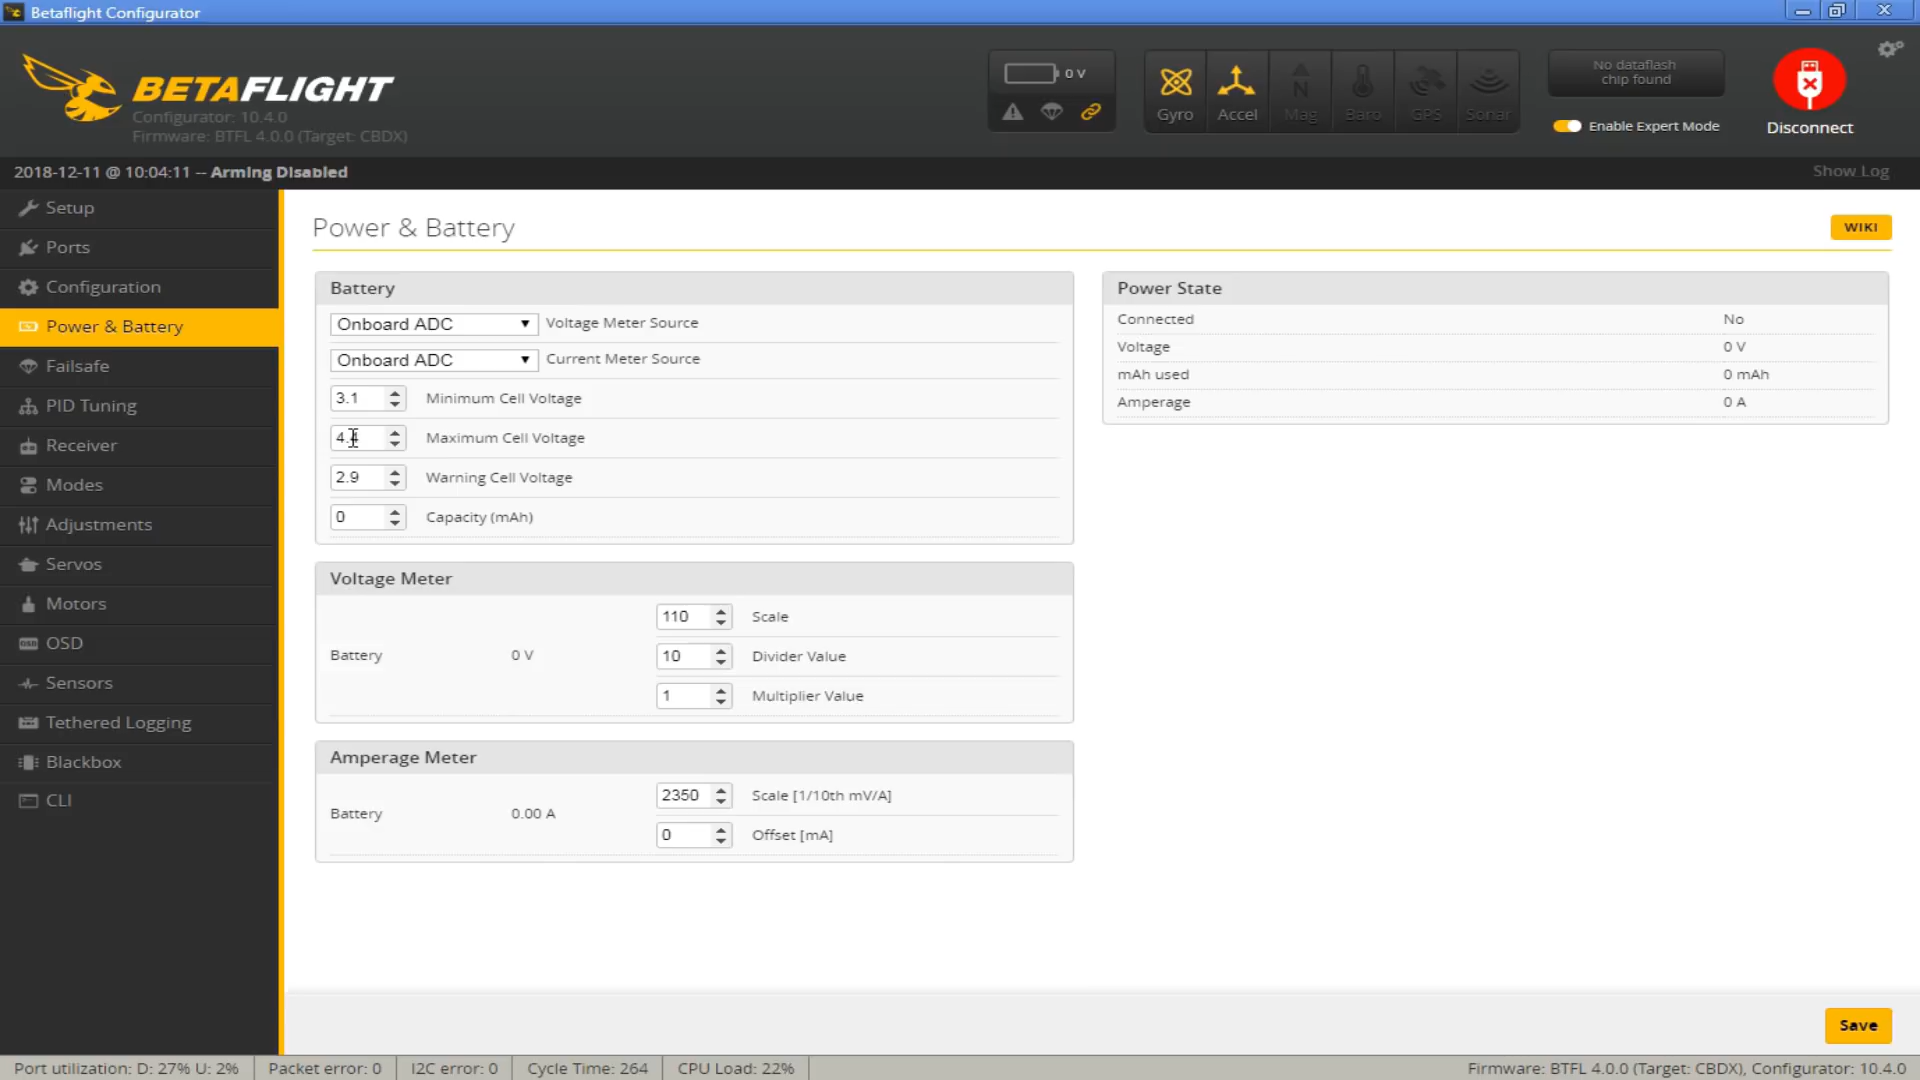 Betaflight Configurator
BETAFLIGHT
Configurator: 10.4.0
Firmware: BTFL 4.0.0 (Target: CBDX)
0 V
Gyro
Accel
Mag
Baro
GPS
Sonar
No dataflash
chip found
Enable Expert Mode
Disconnect
2018-12-11 @ 10:04:11 -- Arming Disabled
Show Log
Setup
Ports
Configuration
Power & Battery
Failsafe
PID Tuning
Receiver
Modes
Adjustments
Servos
Motors
OSD
Sensors
Tethered Logging
Blackbox
CLI
Power & Battery
WIKI
Battery
Onboard ADC Voltage Meter Source
Onboard ADC Current Meter Source
3.1 Minimum Cell Voltage
Maximum Cell Voltage
2.9 Warning Cell Voltage
0 Capacity (mAh)
Voltage Meter
Battery 0 V
110 Scale
10 Divider Value
1 Multiplier Value
Amperage Meter
Battery 0.00 A
2350 Scale [1/10th mV/A]
0 Offset [mA]
Power State
Connected No
Voltage 0 V
mAh used 0 mAh
Amperage 0 A
Save
Port utilization: D: 27% U: 2% Packet error: 0 I2C error: 0 Cycle Time: 264 CPU Load: 22% Firmware: BTFL 4.0.0 (Target: CBDX), Configurator: 10.4.0